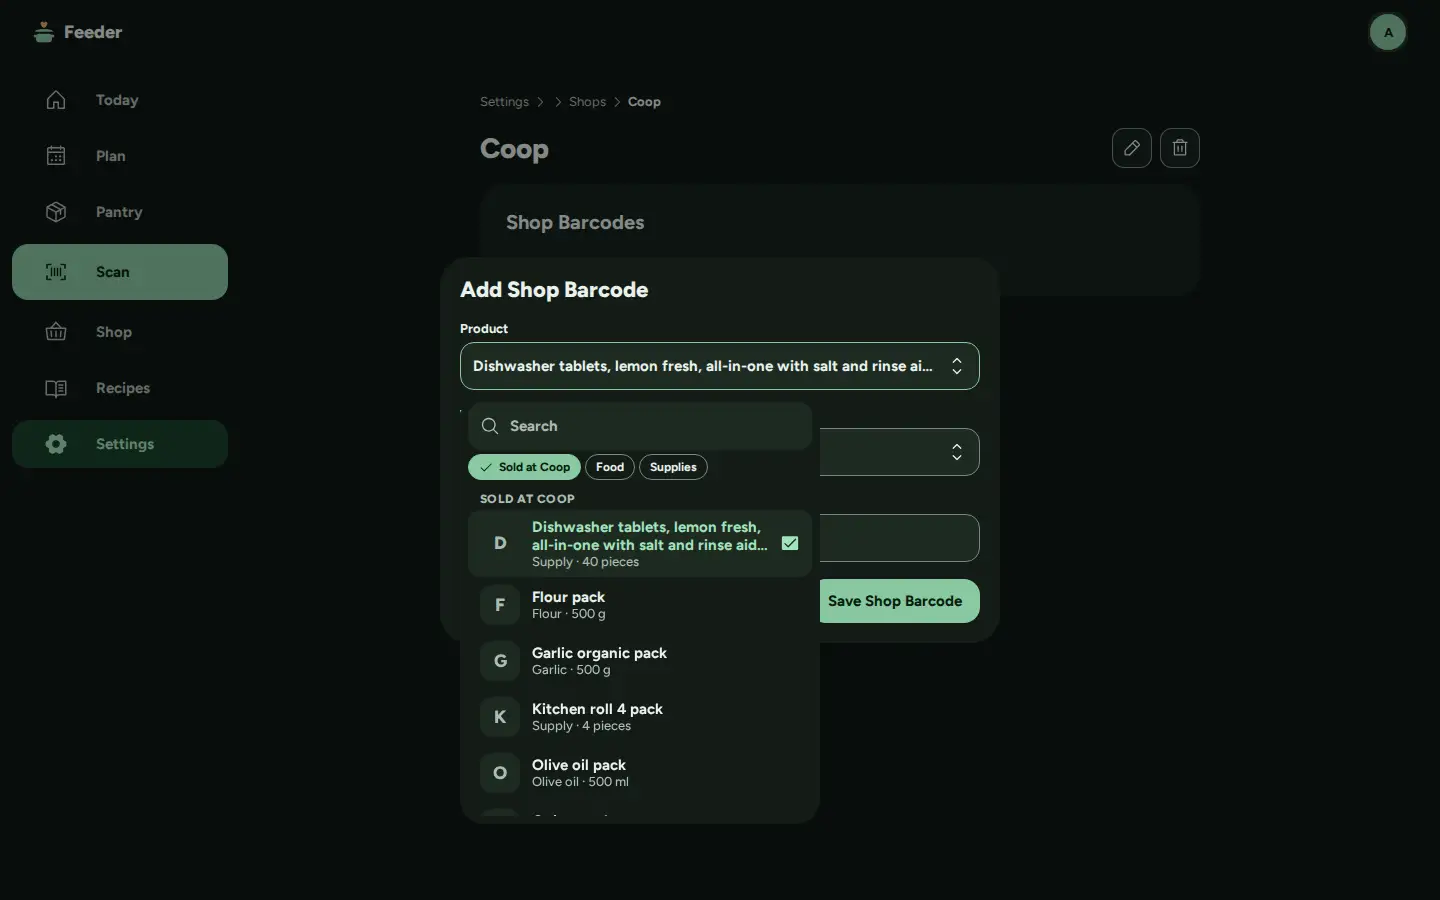 Feeder
A
Today
Plan
Pantry
Scan
Shop
Recipes
Settings
Settings Shops Coop
Coop
Shop Barcodes
Add Shop Barcode
Product
Dishwasher tablets, lemon fresh, all-in-one with salt and rinse ai...
Search
Sold at Coop Food Supplies
SOLD AT COOP
D
Dishwasher tablets, lemon fresh,
all-in-one with salt and rinse aid...
Supply · 40 pieces
F
Flour pack
Flour · 500 g
G
Garlic organic pack
Garlic · 500 g
K
Kitchen roll 4 pack
Supply · 4 pieces
O
Olive oil pack
Olive oil · 500 ml
Save Shop Barcode